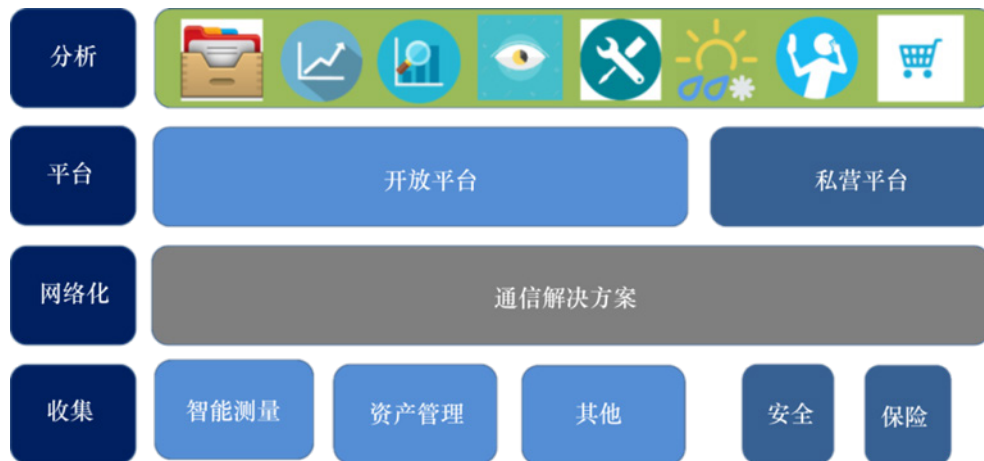 分析
平台
开放平台
私营平台
网络化
通信解决方案
收集
智能测量
资产管理
其他
安全
保险